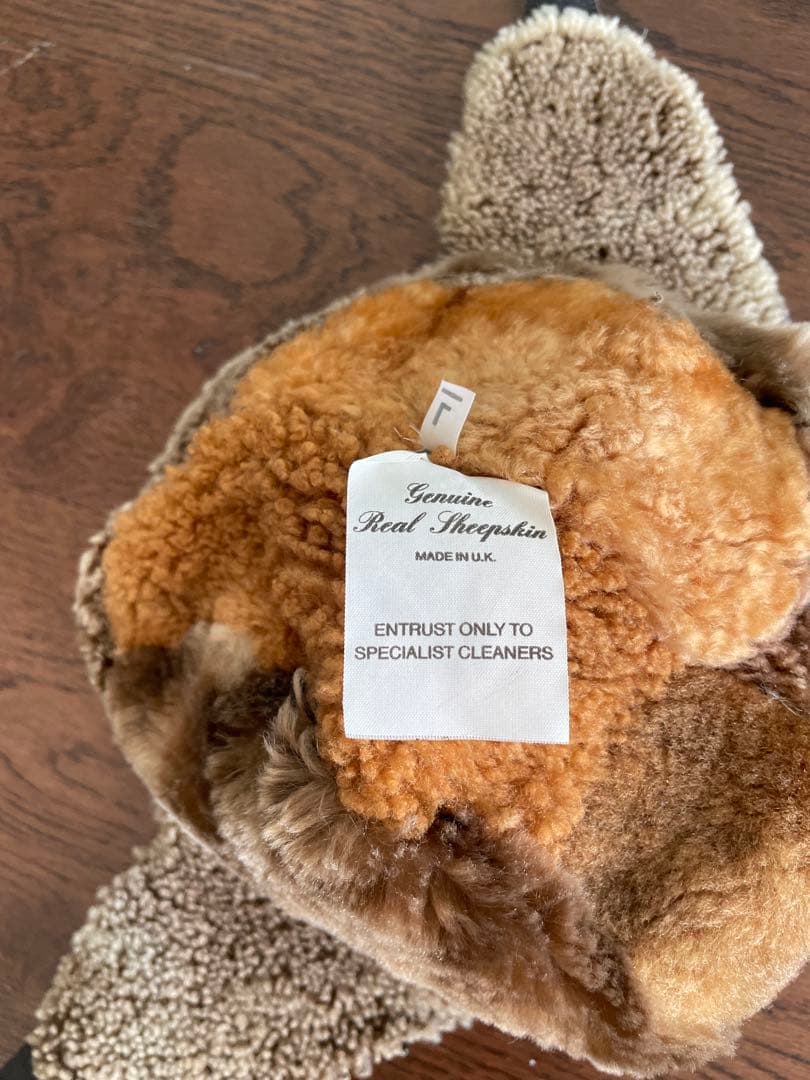 L
Genuine
Real Sheepskin
MADE IN U.K.
ENTRUST ONLY TO
SPECIALIST CLEANERS